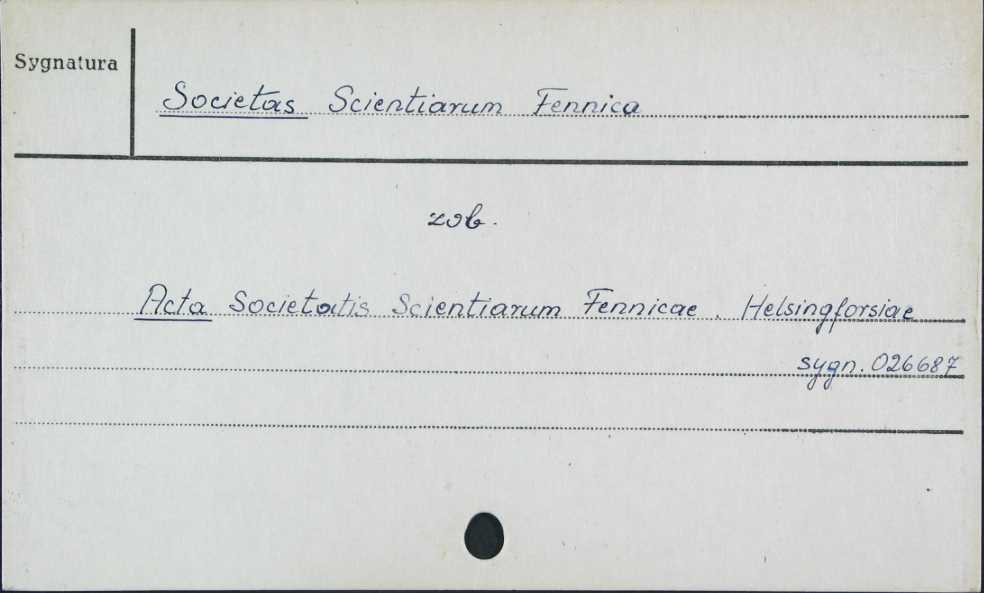 Sygnatura
Societas Scientiarum Fennica
zob.
Acta Societatis Scientiarum Fennicae. Helsingforsiae
sygn. 026687